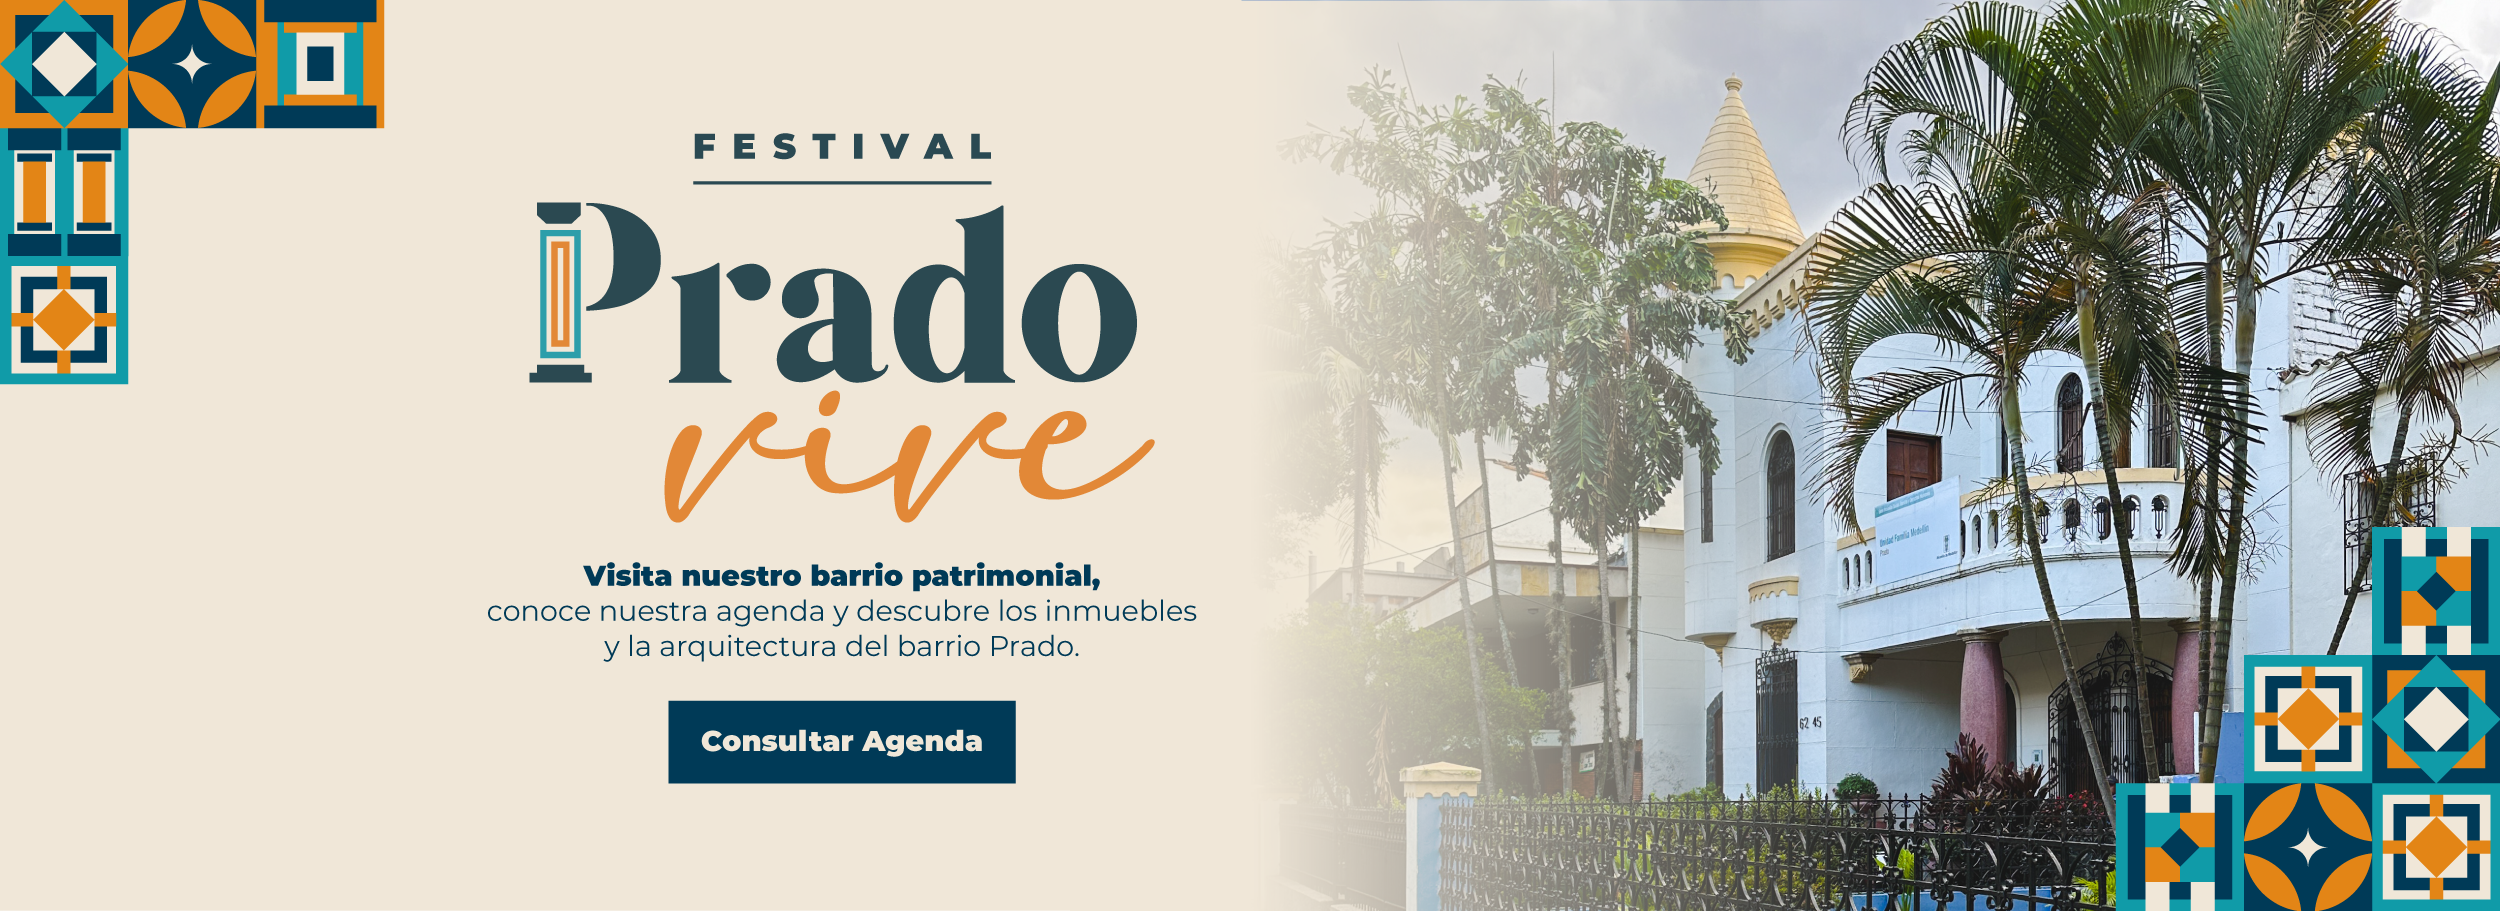 FESTIVAL
Prado
vive
Visita nuestro barrio patrimonial,
conoce nuestra agenda y descubre los inmuebles
y la arquitectura del barrio Prado.
Consultar Agenda
Unidad Familia Medellín
Prado
62 45